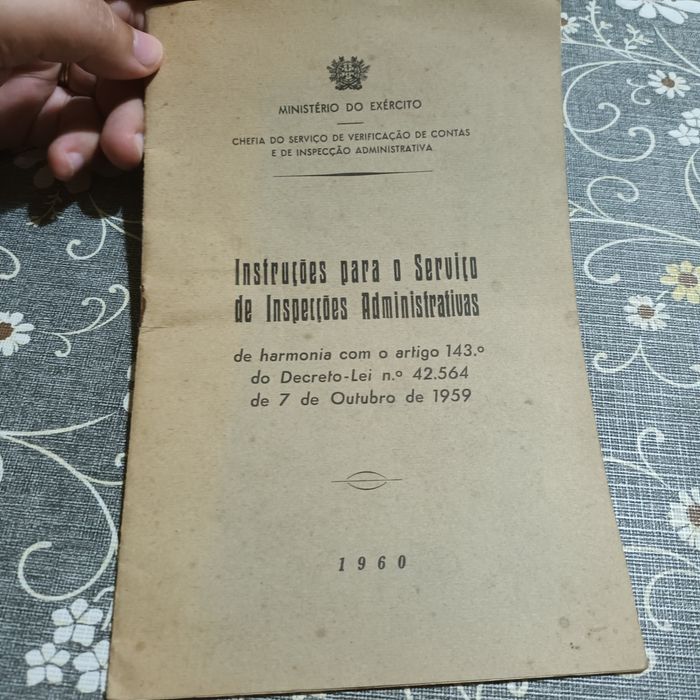 MINISTÉRIO DO EXÉRCITO
CHEFIA DO SERVIÇO DE VERIFICAÇÃO DE CONTAS
E DE INSPECÇÃO ADMINISTRATIVA
Instruções para o Serviço
de Inspecções Administrativas
de harmonia com o artigo 143.º
do Decreto-Lei n.º 42.564
de 7 de Outubro de 1959
1960